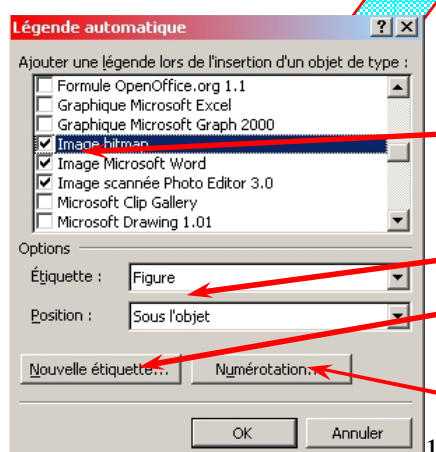 Légende automatique
Ajouter une légende lors de l'insertion d'un objet de type :
Formule OpenOffice.org 1.1
Graphique Microsoft Excel
Graphique Microsoft Graph 2000
Image bitmap
Image Microsoft Word
Image scannée Photo Editor 3.0
Microsoft Clip Gallery
Microsoft Drawing 1.01
Options
Étiquette : Figure
Position : Sous l'objet
Nouvelle étiquette... Numérotation...
OK Annuler
1